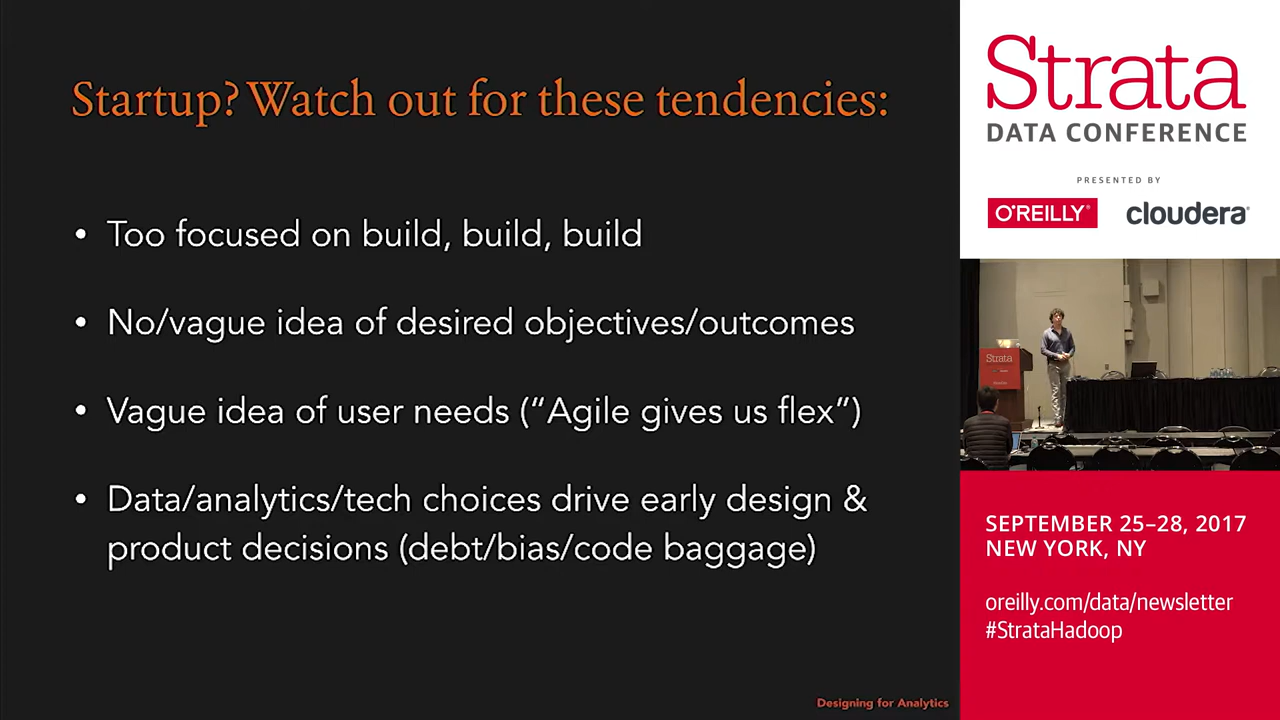 Startup? Watch out for these tendencies:
• Too focused on build, build, build
• No/vague idea of desired objectives/outcomes
• Vague idea of user needs (“Agile gives us flex”)
• Data/analytics/tech choices drive early design &
product decisions (debt/bias/code baggage)
Designing for Analytics
Strata
DATA CONFERENCE
PRESENTED BY
O'REILLY®
cloudera®
Strata
SEPTEMBER 25–28, 2017
NEW YORK, NY
oreilly.com/data/newsletter
#StrataHadoop